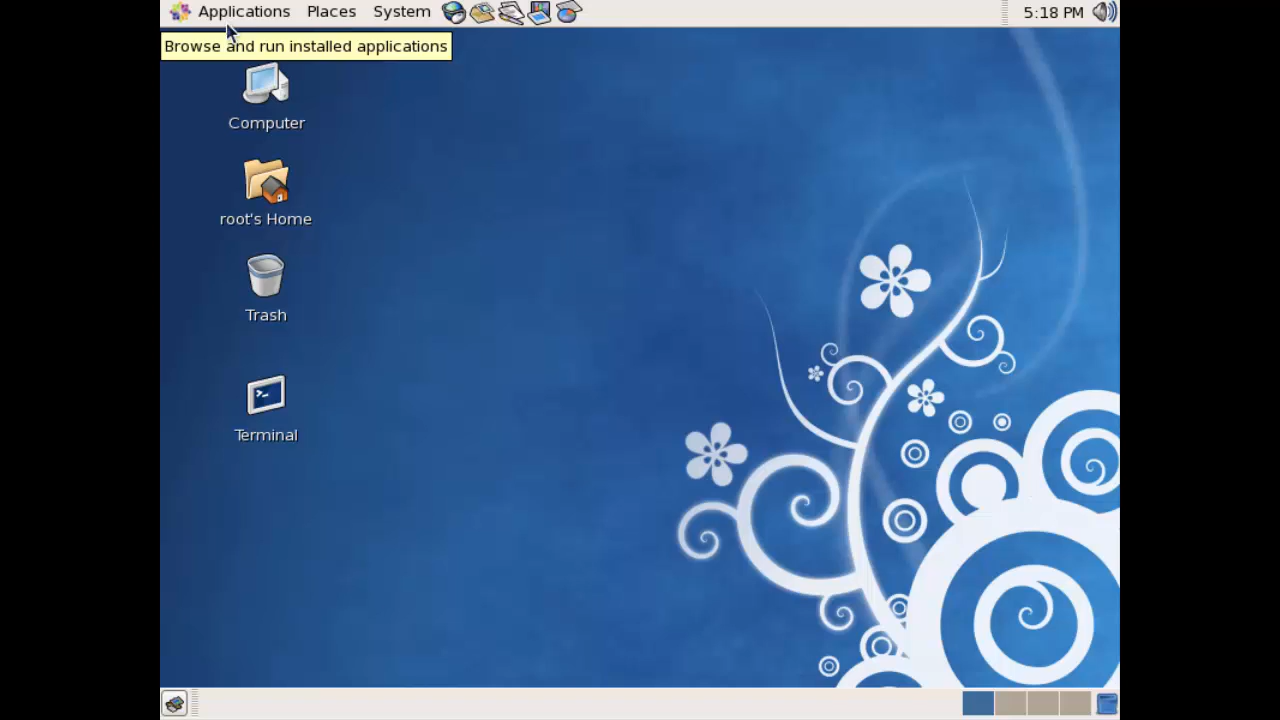 Applications Places System 5:18 PM
Browse and run installed applications
Computer
root's Home
Trash
Terminal